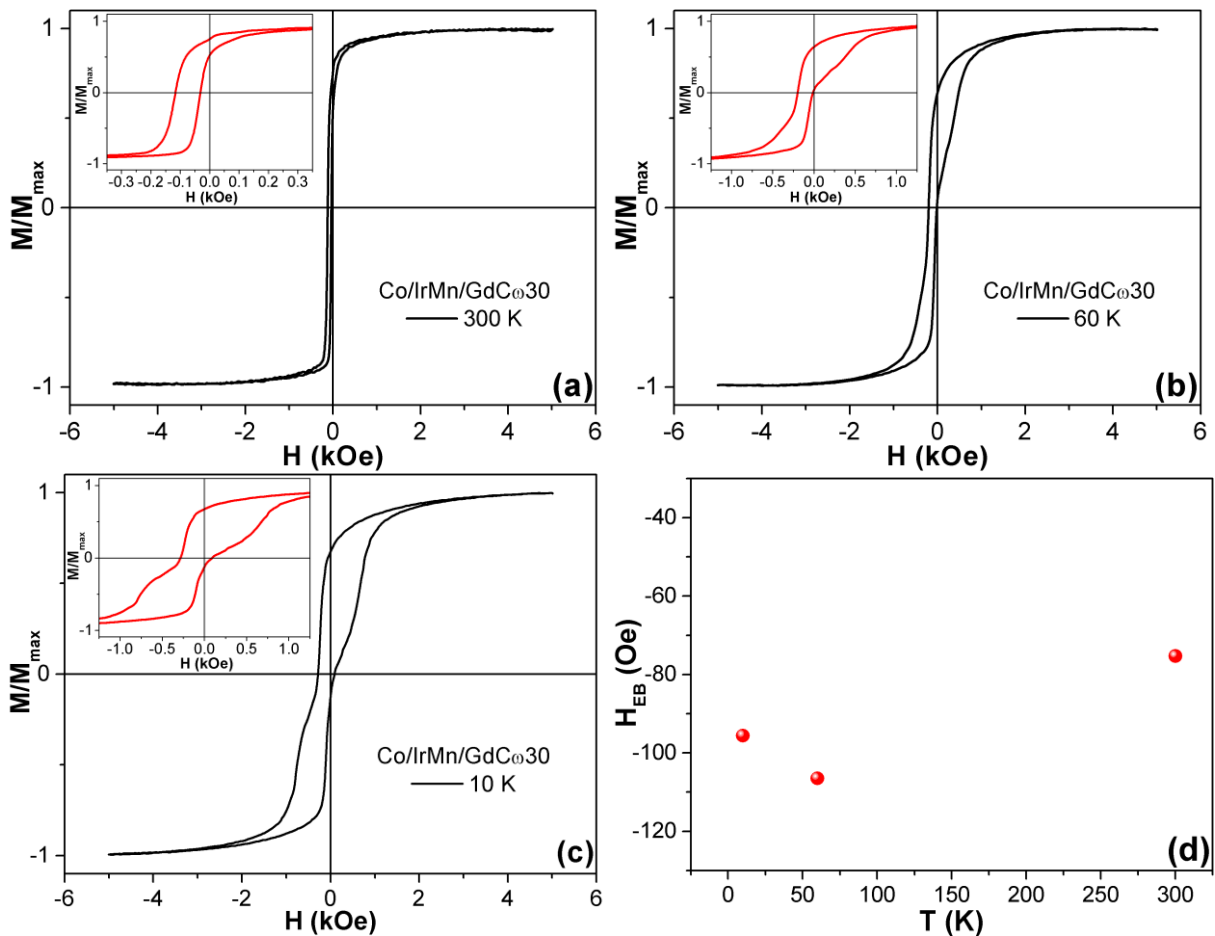 M/Mmax
1
0
-1
-6 -4 -2 0 2 4 6
H (kOe)
M/Mmax
1
0
-1
-0.3 -0.2 -0.1 0.0 0.1 0.2 0.3
H (kOe)
Co/IrMn/GdCω30
300 K
(a)
M/Mmax
1
0
-1
-6 -4 -2 0 2 4 6
H (kOe)
M/Mmax
1
0
-1
-1.0 -0.5 0.0 0.5 1.0
H (kOe)
Co/IrMn/GdCω30
60 K
(b)
M/Mmax
1
0
-1
-6 -4 -2 0 2 4 6
H (kOe)
M/Mmax
1
0
-1
-1.0 -0.5 0.0 0.5 1.0
H (kOe)
Co/IrMn/GdCω30
10 K
(c)
HEB (Oe)
-40
-60
-80
-100
-120
0 50 100 150 200 250 300
T (K)
(d)